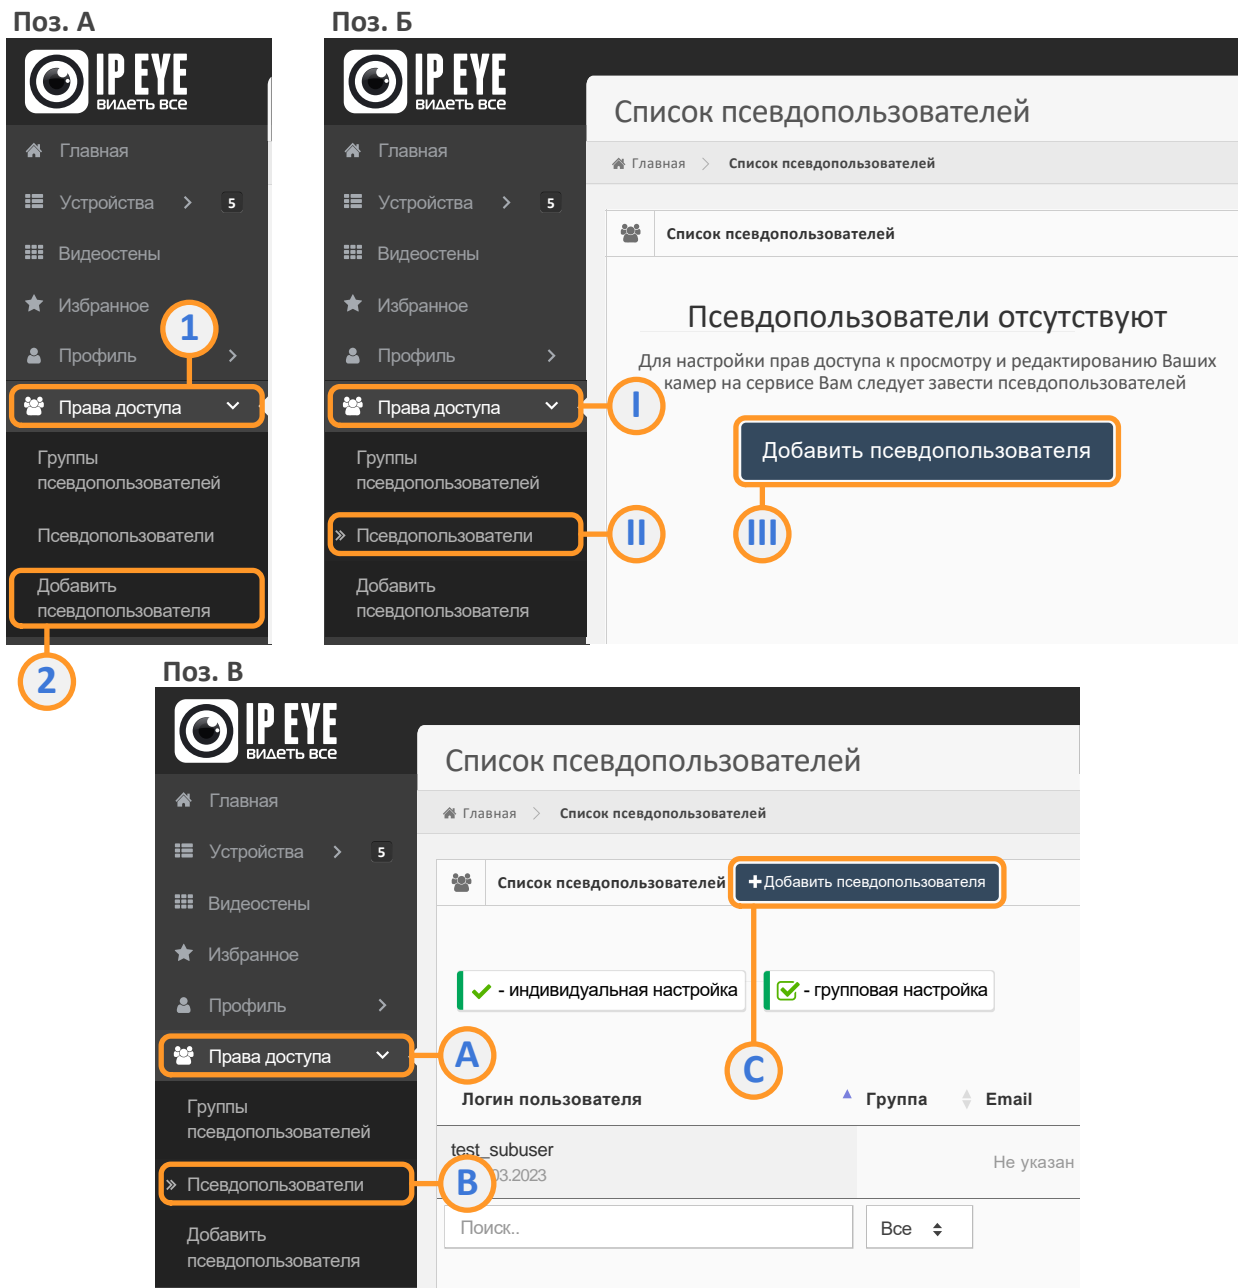 Поз. А
IP EYE
видеть все
Главная
Устройства 5
Видеостены
Избранное
1
Профиль
Права доступа
Группы
псевдопользователей
Псевдопользователи
Добавить
псевдопользователя
2
Поз. Б
IP EYE
видеть все
Главная
Устройства 5
Видеостены
Избранное
Профиль
Права доступа
I
Группы
псевдопользователей
» Псевдопользователи
II
Добавить
псевдопользователя
Список псевдопользователей
Главная > Список псевдопользователей
Список псевдопользователей
Псевдопользователи отсутствуют
Для настройки прав доступа к просмотру и редактированию Ваших
камер на сервисе Вам следует завести псевдопользователей
Добавить псевдопользователя
III
Поз. В
IP EYE
видеть все
Главная
Устройства 5
Видеостены
Избранное
Профиль
Права доступа
A
Группы
псевдопользователей
» Псевдопользователи
B
Добавить
псевдопользователя
Список псевдопользователей
Главная > Список псевдопользователей
Список псевдопользователей +Добавить псевдопользователя
- индивидуальная настройка - групповая настройка
C
Логин пользователя Группа Email
test_subuser
03.2023 Не указан
Поиск.. Все